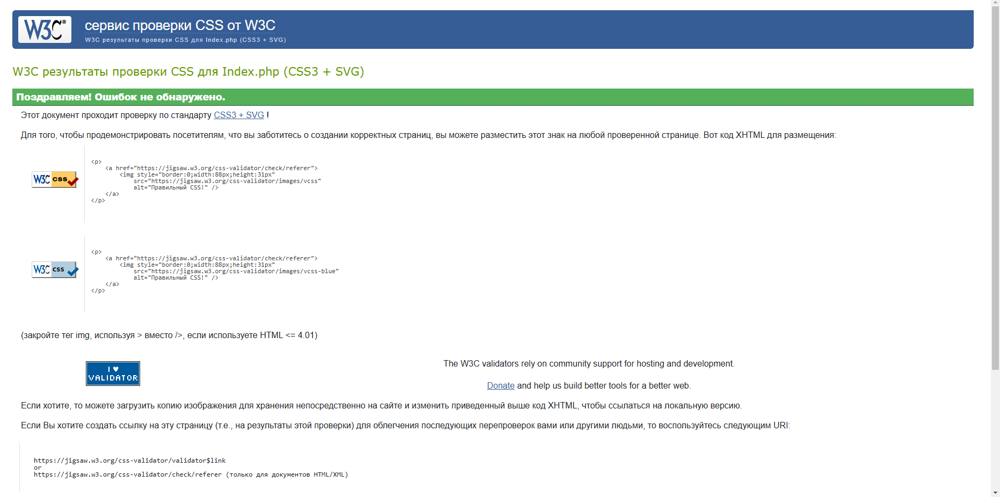 W3C®
сервис проверки CSS от W3C
W3C результаты проверки CSS для Index.php (CSS3 + SVG)
W3C результаты проверки CSS для Index.php (CSS3 + SVG)
Поздравляем! Ошибок не обнаружено.
Этот документ проходит проверку по стандарту CSS3 + SVG !
Для того, чтобы продемонстрировать посетителям, что вы заботитесь о создании корректных страниц, вы можете разместить этот знак на любой проверенной странице. Вот код XHTML для размещения:
W3C css
<p>
<a href="https://jigsaw.w3.org/css-validator/check/referer">
<img style="border:0;width:88px;height:31px"
src="https://jigsaw.w3.org/css-validator/images/vcss"
alt="Правильный CSS!" />
</a>
</p>
W3C css
<p>
<a href="https://jigsaw.w3.org/css-validator/check/referer">
<img style="border:0;width:88px;height:31px"
src="https://jigsaw.w3.org/css-validator/images/vcss-blue"
alt="Правильный CSS!" />
</a>
</p>
(закройте тег img, используя > вместо />, если используете HTML <= 4.01)
I ♥
VALIDATOR
The W3C validators rely on community support for hosting and development.
Donate and help us build better tools for a better web.
Если хотите, то можете загрузить копию изображения для хранения непосредственно на сайте и изменить приведенный выше код XHTML, чтобы ссылаться на локальную версию.
Если Вы хотите создать ссылку на эту страницу (т.е., на результаты этой проверки) для облегчения последующих перепроверок вами или другими людьми, то воспользуйтесь следующим URI:
https://jigsaw.w3.org/css-validator/validator$link
or
https://jigsaw.w3.org/css-validator/check/referer (только для документов HTML/XML)